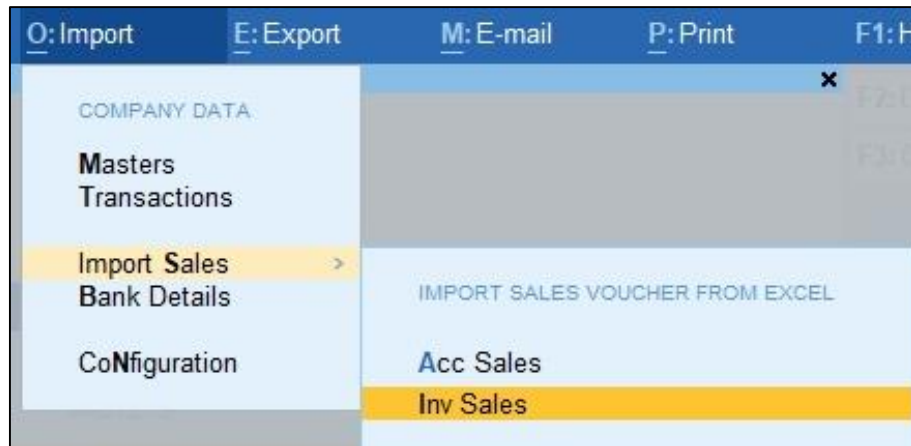 O: Import E: Export M: E-mail P: Print F1: H
COMPANY DATA
Masters
Transactions
Import Sales >
Bank Details
CoNfiguration
IMPORT SALES VOUCHER FROM EXCEL
Acc Sales
Inv Sales